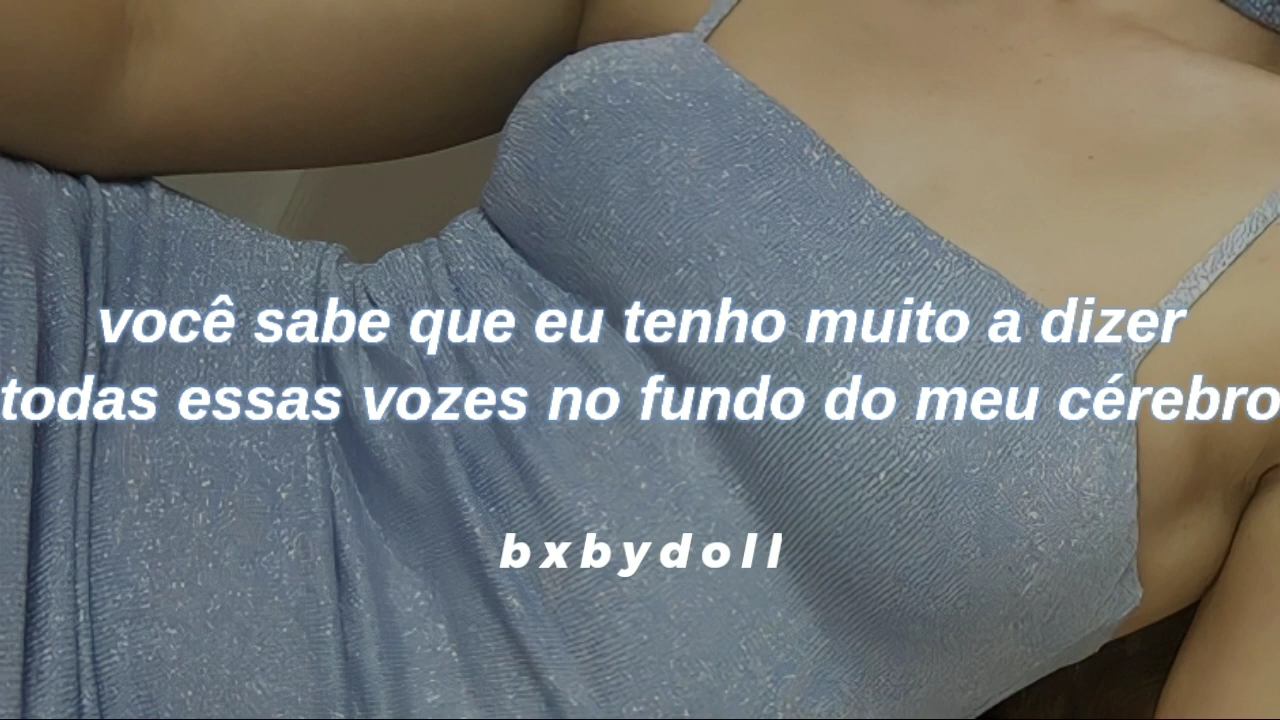 você sabe que eu tenho muito a dizer
todas essas vozes no fundo do meu cérebro
bxbydoll